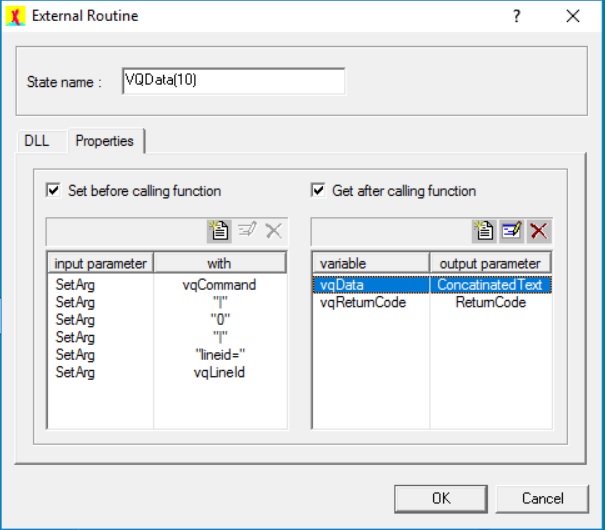 External Routine
?
State name : VQData(10)
DLL Properties
Set before calling function
Get after calling function
input parameter with
SetArg vqCommand
SetArg "|"
SetArg "0"
SetArg "|"
SetArg "lineid="
SetArg vqLineId
variable output parameter
vqData ConcatinatedText
vqReturnCode ReturnCode
OK Cancel